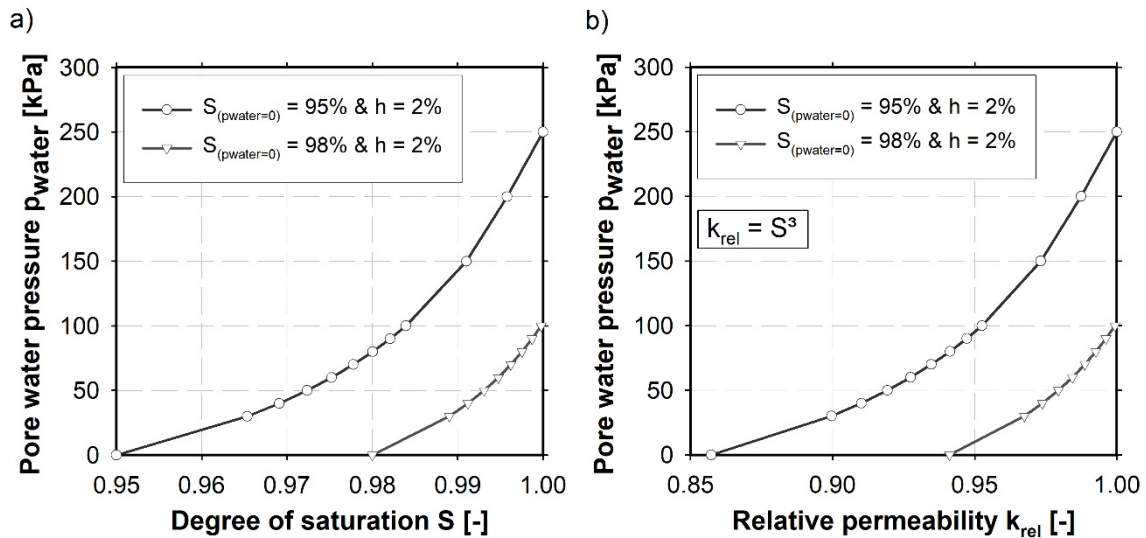 a)
Pore water pressure pwater [kPa]
300
250
200
150
100
50
0
S(pwater=0) = 95% & h = 2%
S(pwater=0) = 98% & h = 2%
0.95 0.96 0.97 0.98 0.99 1.00
Degree of saturation S [-]
b)
Pore water pressure pwater [kPa]
300
250
200
150
100
50
0
S(pwater=0) = 95% & h = 2%
S(pwater=0) = 98% & h = 2%
krel = S³
0.85 0.90 0.95 1.00
Relative permeability krel [-]